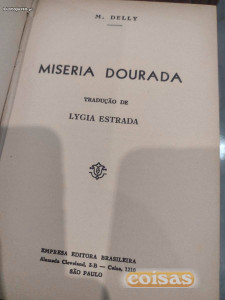 M. DELLY
MISERIA DOURADA
TRADUÇÃO DE
LYGIA ESTRADA
EMPRESA EDITORA BRASILEIRA
SÃO PAULO
coisas